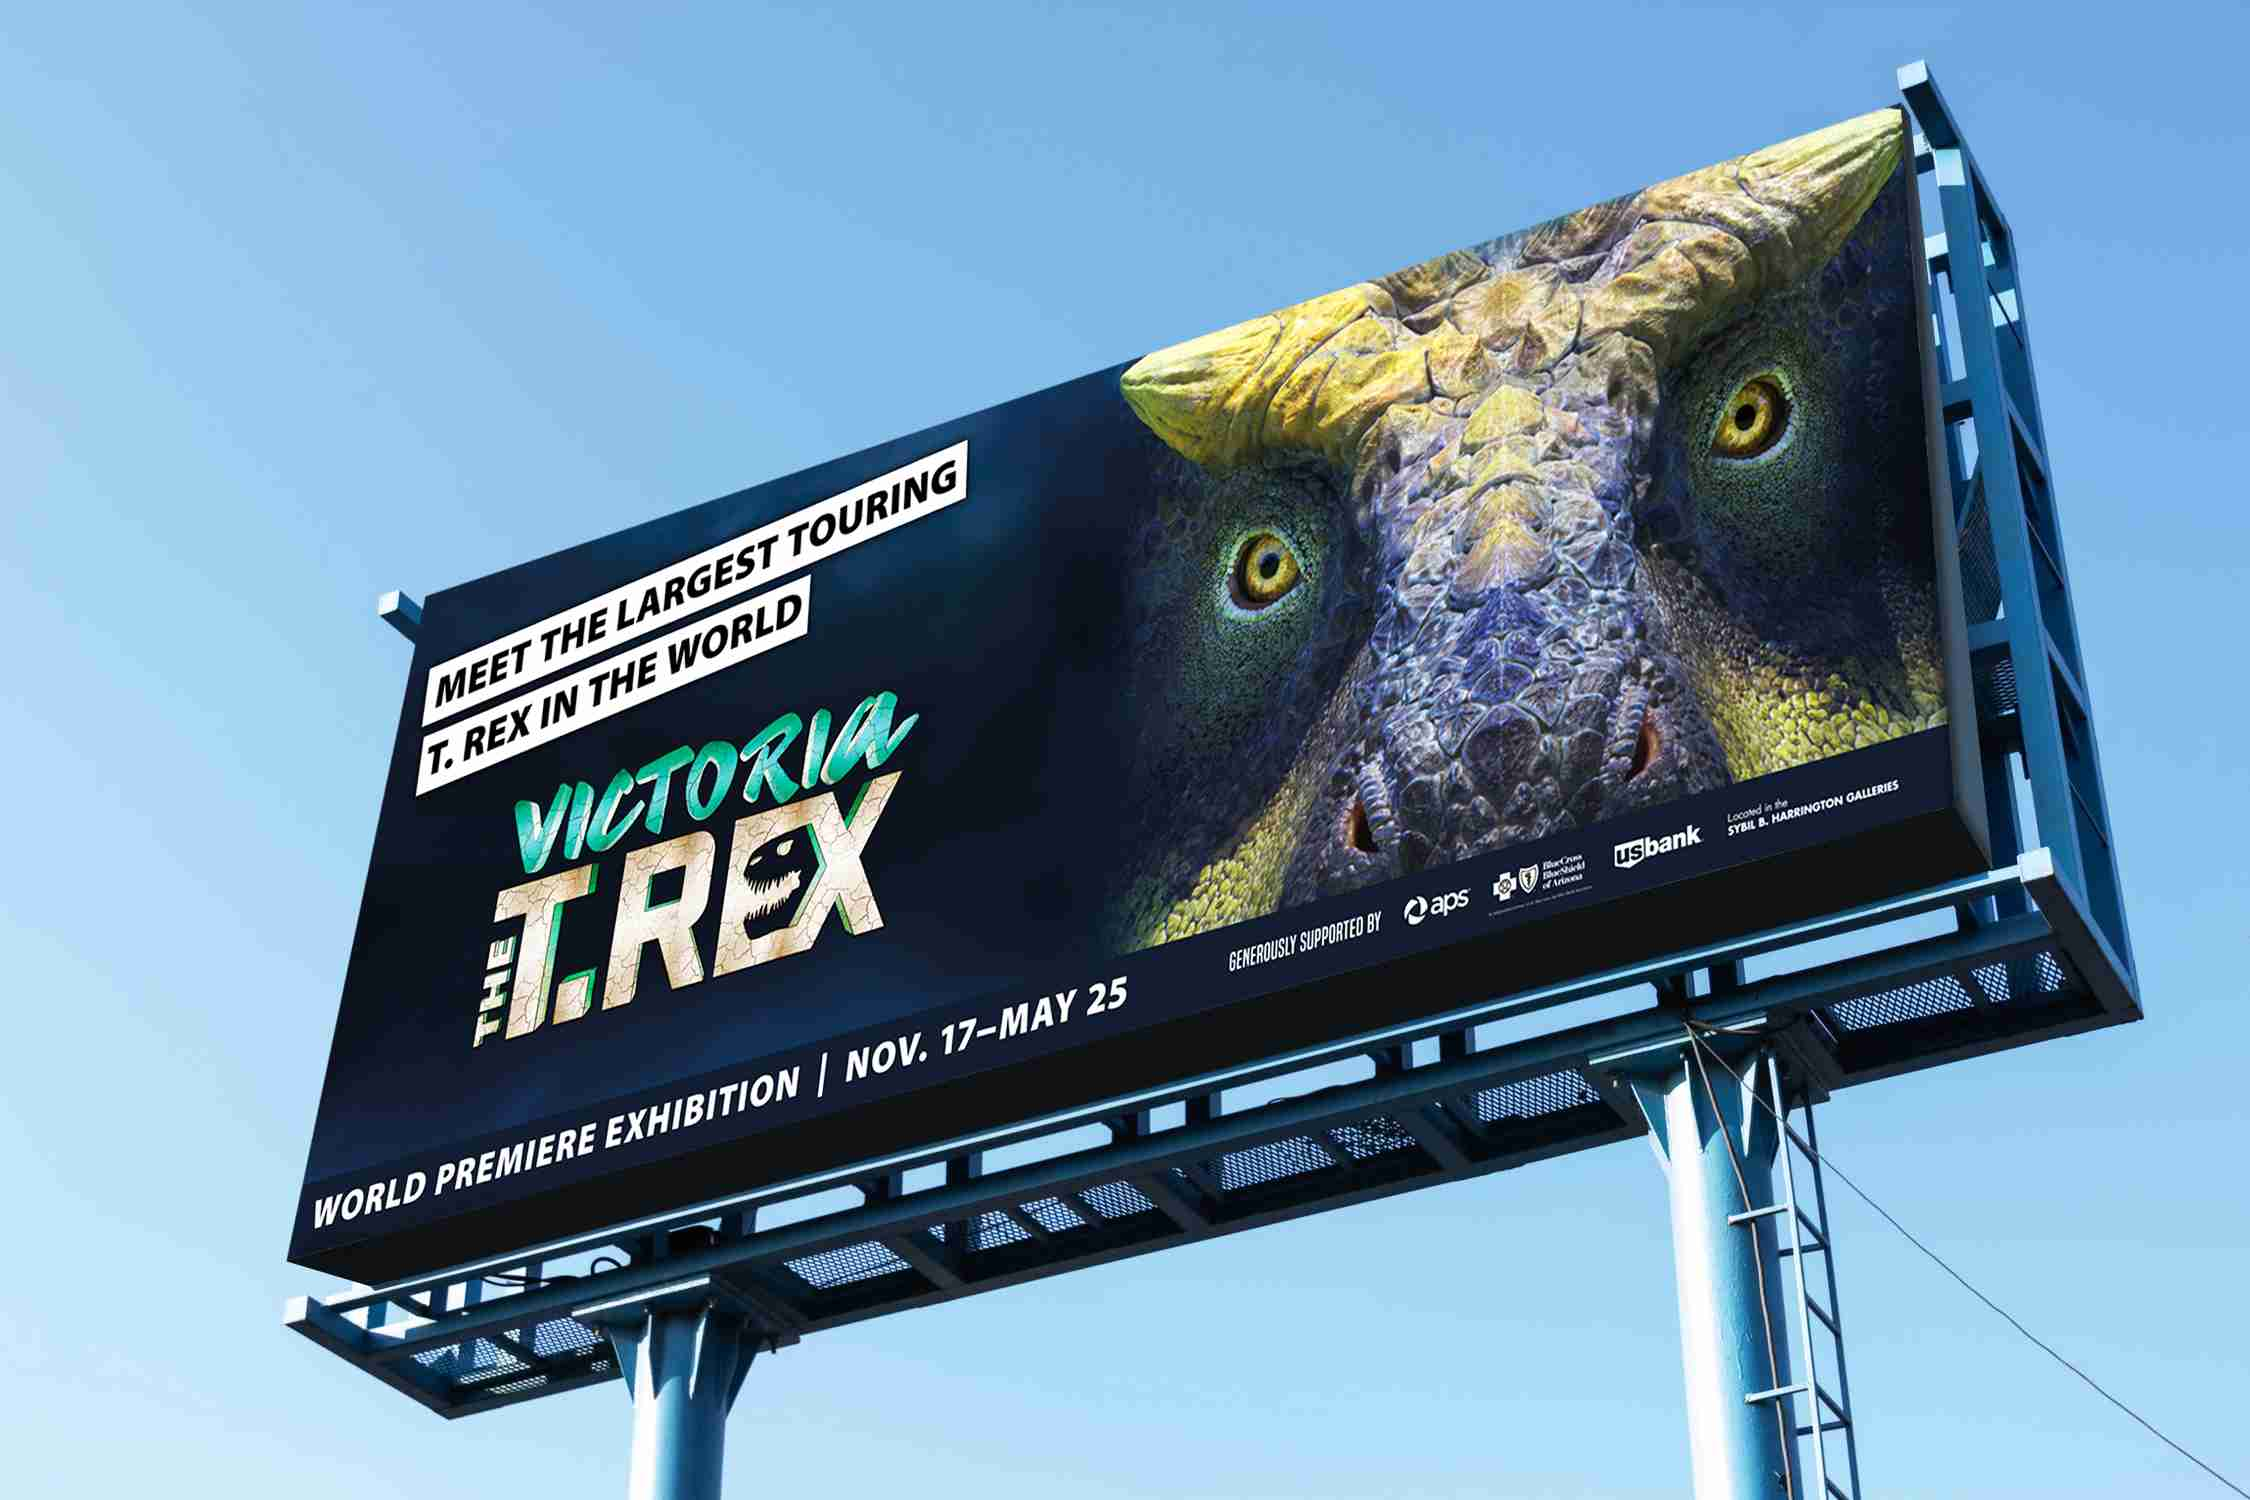 MEET THE LARGEST TOURING
T. REX IN THE WORLD
VICTORIA
THE T.REX
WORLD PREMIERE EXHIBITION | NOV. 17–MAY 25
GENEROUSLY SUPPORTED BY
aps
BlueCross
BlueShield
of Arizona
usbank
Located in the
SYBIL B. HARRINGTON GALLERIES